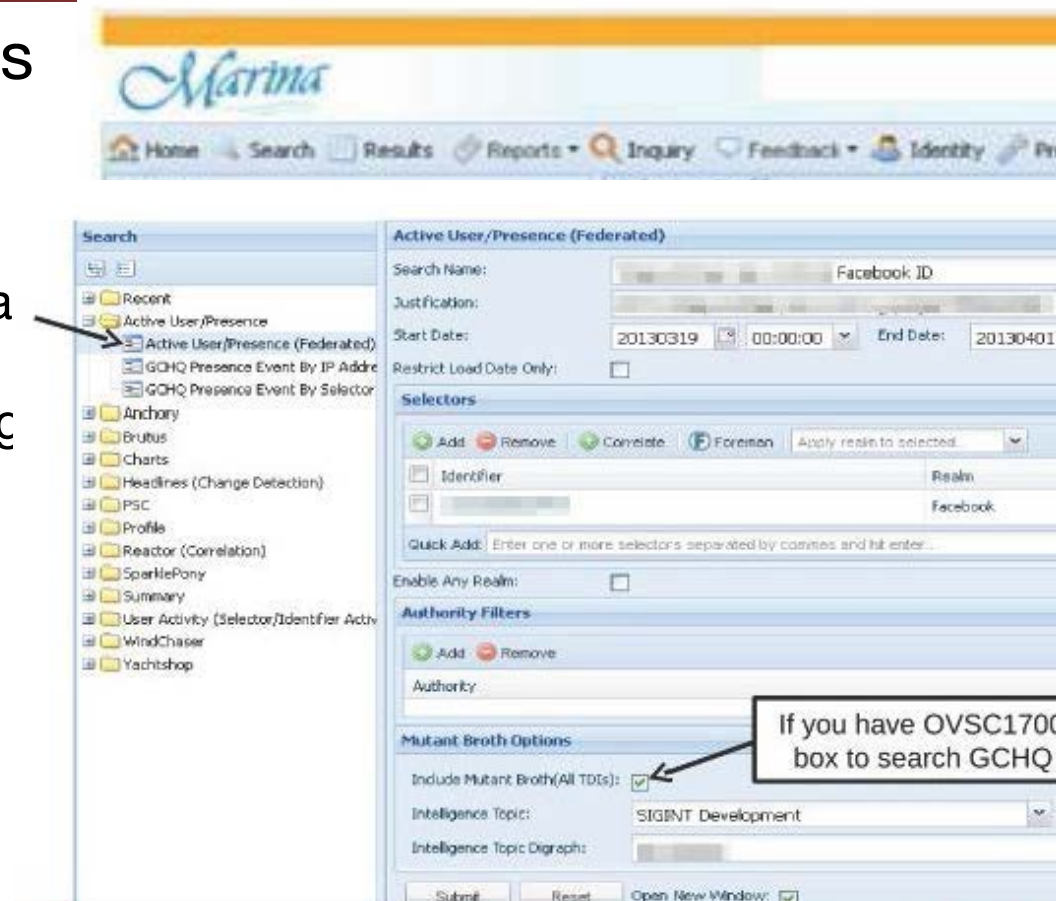 s
Marina
Home Search Results Reports Inquiry Feedback Identity Pr
a
g
Search
Recent
Active User/Presence
Active User/Presence (Federated)
GCHQ Presence Event By IP Addre
GCHQ Presence Event By Selector
Anchory
Brutus
Charts
Headlines (Change Detection)
PSC
Profile
Reactor (Correlation)
SparklePony
Summary
User Activity (Selector/Identifier Activ
WindChaser
Yachtshop
Active User/Presence (Federated)
Search Name: Facebook ID
Justification:
Start Date: 20130319 00:00:00 End Date: 20130401
Restrict Load Date Only:
Selectors
Add Remove Correlate F Foreman Apply realm to selected.
Identifier Realm
Facebook
Quick Add: Enter one or more selectors separated by commas and hit enter...
Enable Any Realm:
Authority Filters
Add Remove
Authority
If you have OVSC1700
box to search GCHQ
Mutant Broth Options
Include Mutant Broth(All TDIs):
Intelligence Topic: SIGINT Development
Intelligence Topic Digraph:
Submit Reset Open New Window: